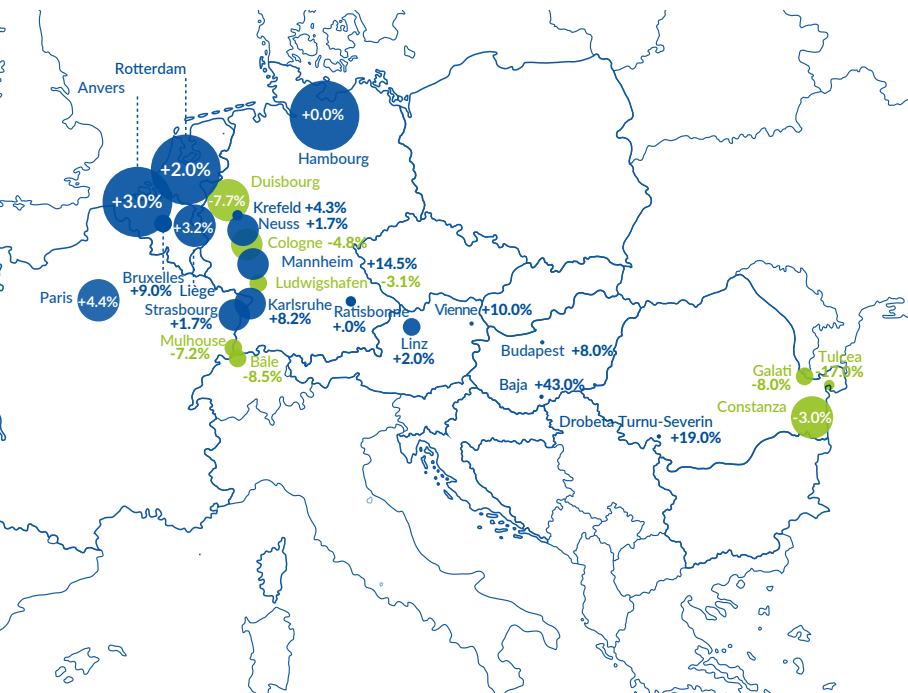 Rotterdam
Anvers
+0.0%
Hambourg
+2.0%
+3.0%
Duisbourg
-7.7%
Krefeld +4.3%
+3.2%
Neuss +1.7%
Cologne -4.8%
Mannheim +14.5%
Bruxelles
+9.0%
Liège
Ludwigshafen -3.1%
Paris
+4.4%
Strasbourg
+1.7%
Karlsruhe
+8.2%
Ratisbonne
+.0%
Vienne +10.0%
Linz
+2.0%
Mulhouse
-7.2%
Bâle
-8.5%
Budapest +8.0%
Baja +43.0%
Tulcea
-17.0%
Galati
-8.0%
Constanza
-3.0%
Drobeta Turnu-Severin
+19.0%